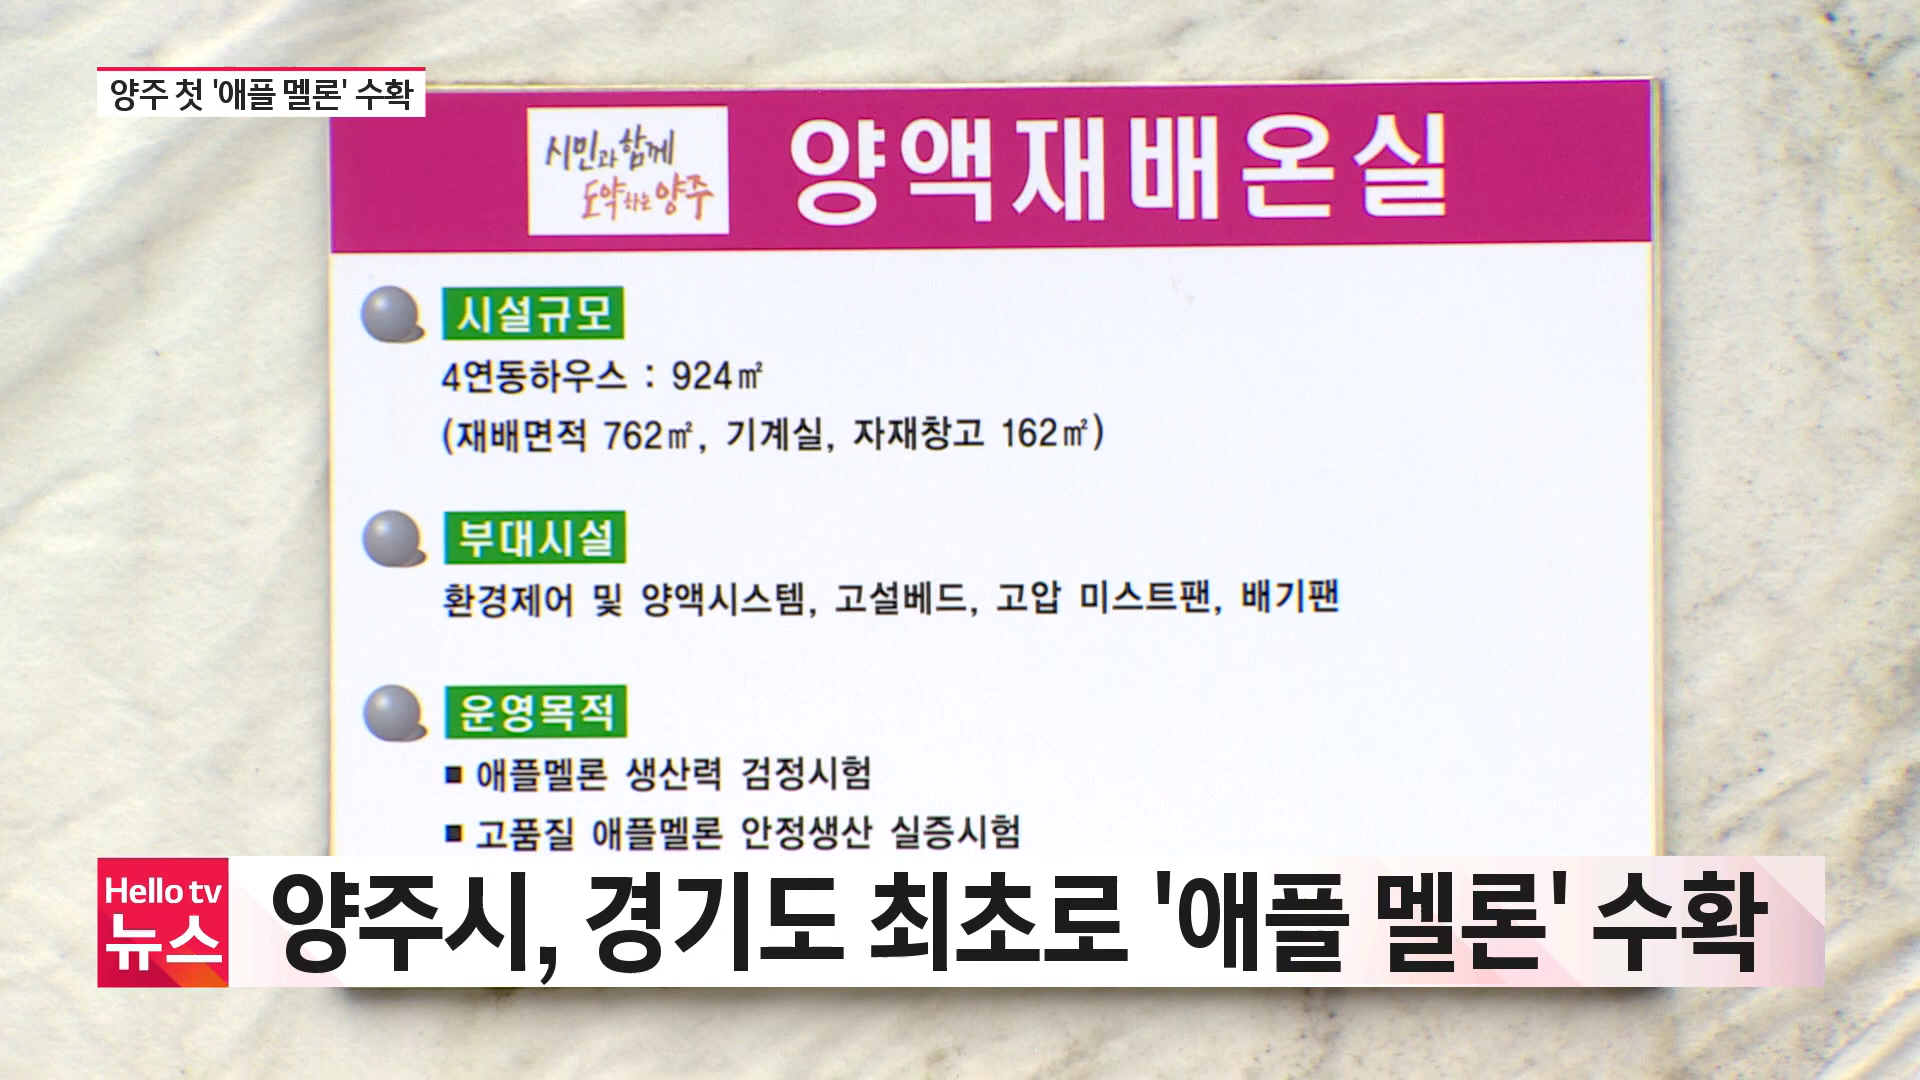 양주 첫 '애플 멜론' 수확
시민과 함께
도약하는 양주
양액재배온실
시설규모
4연동하우스 : 924㎡
(재배면적 762㎡, 기계실, 자재창고 162㎡)
부대시설
환경제어 및 양액시스템, 고설베드, 고압 미스트팬, 배기팬
운영목적
■ 애플멜론 생산력 검정시험
■ 고품질 애플멜론 안정생산 실증시험
Hello tv
뉴스
양주시, 경기도 최초로 '애플 멜론' 수확